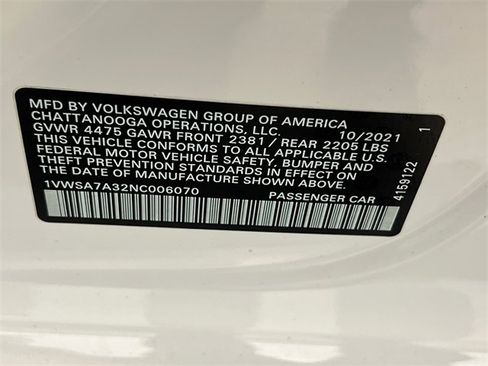 MFD BY VOLKSWAGEN GROUP OF AMERICA
CHATTANOOGA OPERATIONS, LLC. 10/2021
GVWR 4475 GAWR FRONT 2381/ REAR 2205 LBS
THIS VEHICLE CONFORMS TO ALL APPLICABLE U.S.
FEDERAL MOTOR VEHICLE SAFETY, BUMPER, AND
THEFT PREVENTION STANDARDS IN EFFECT ON
THE DATE OF MANUFACTURE SHOWN ABOVE.
1VWSA7A32NC006070 PASSENGER CAR
4159122 1